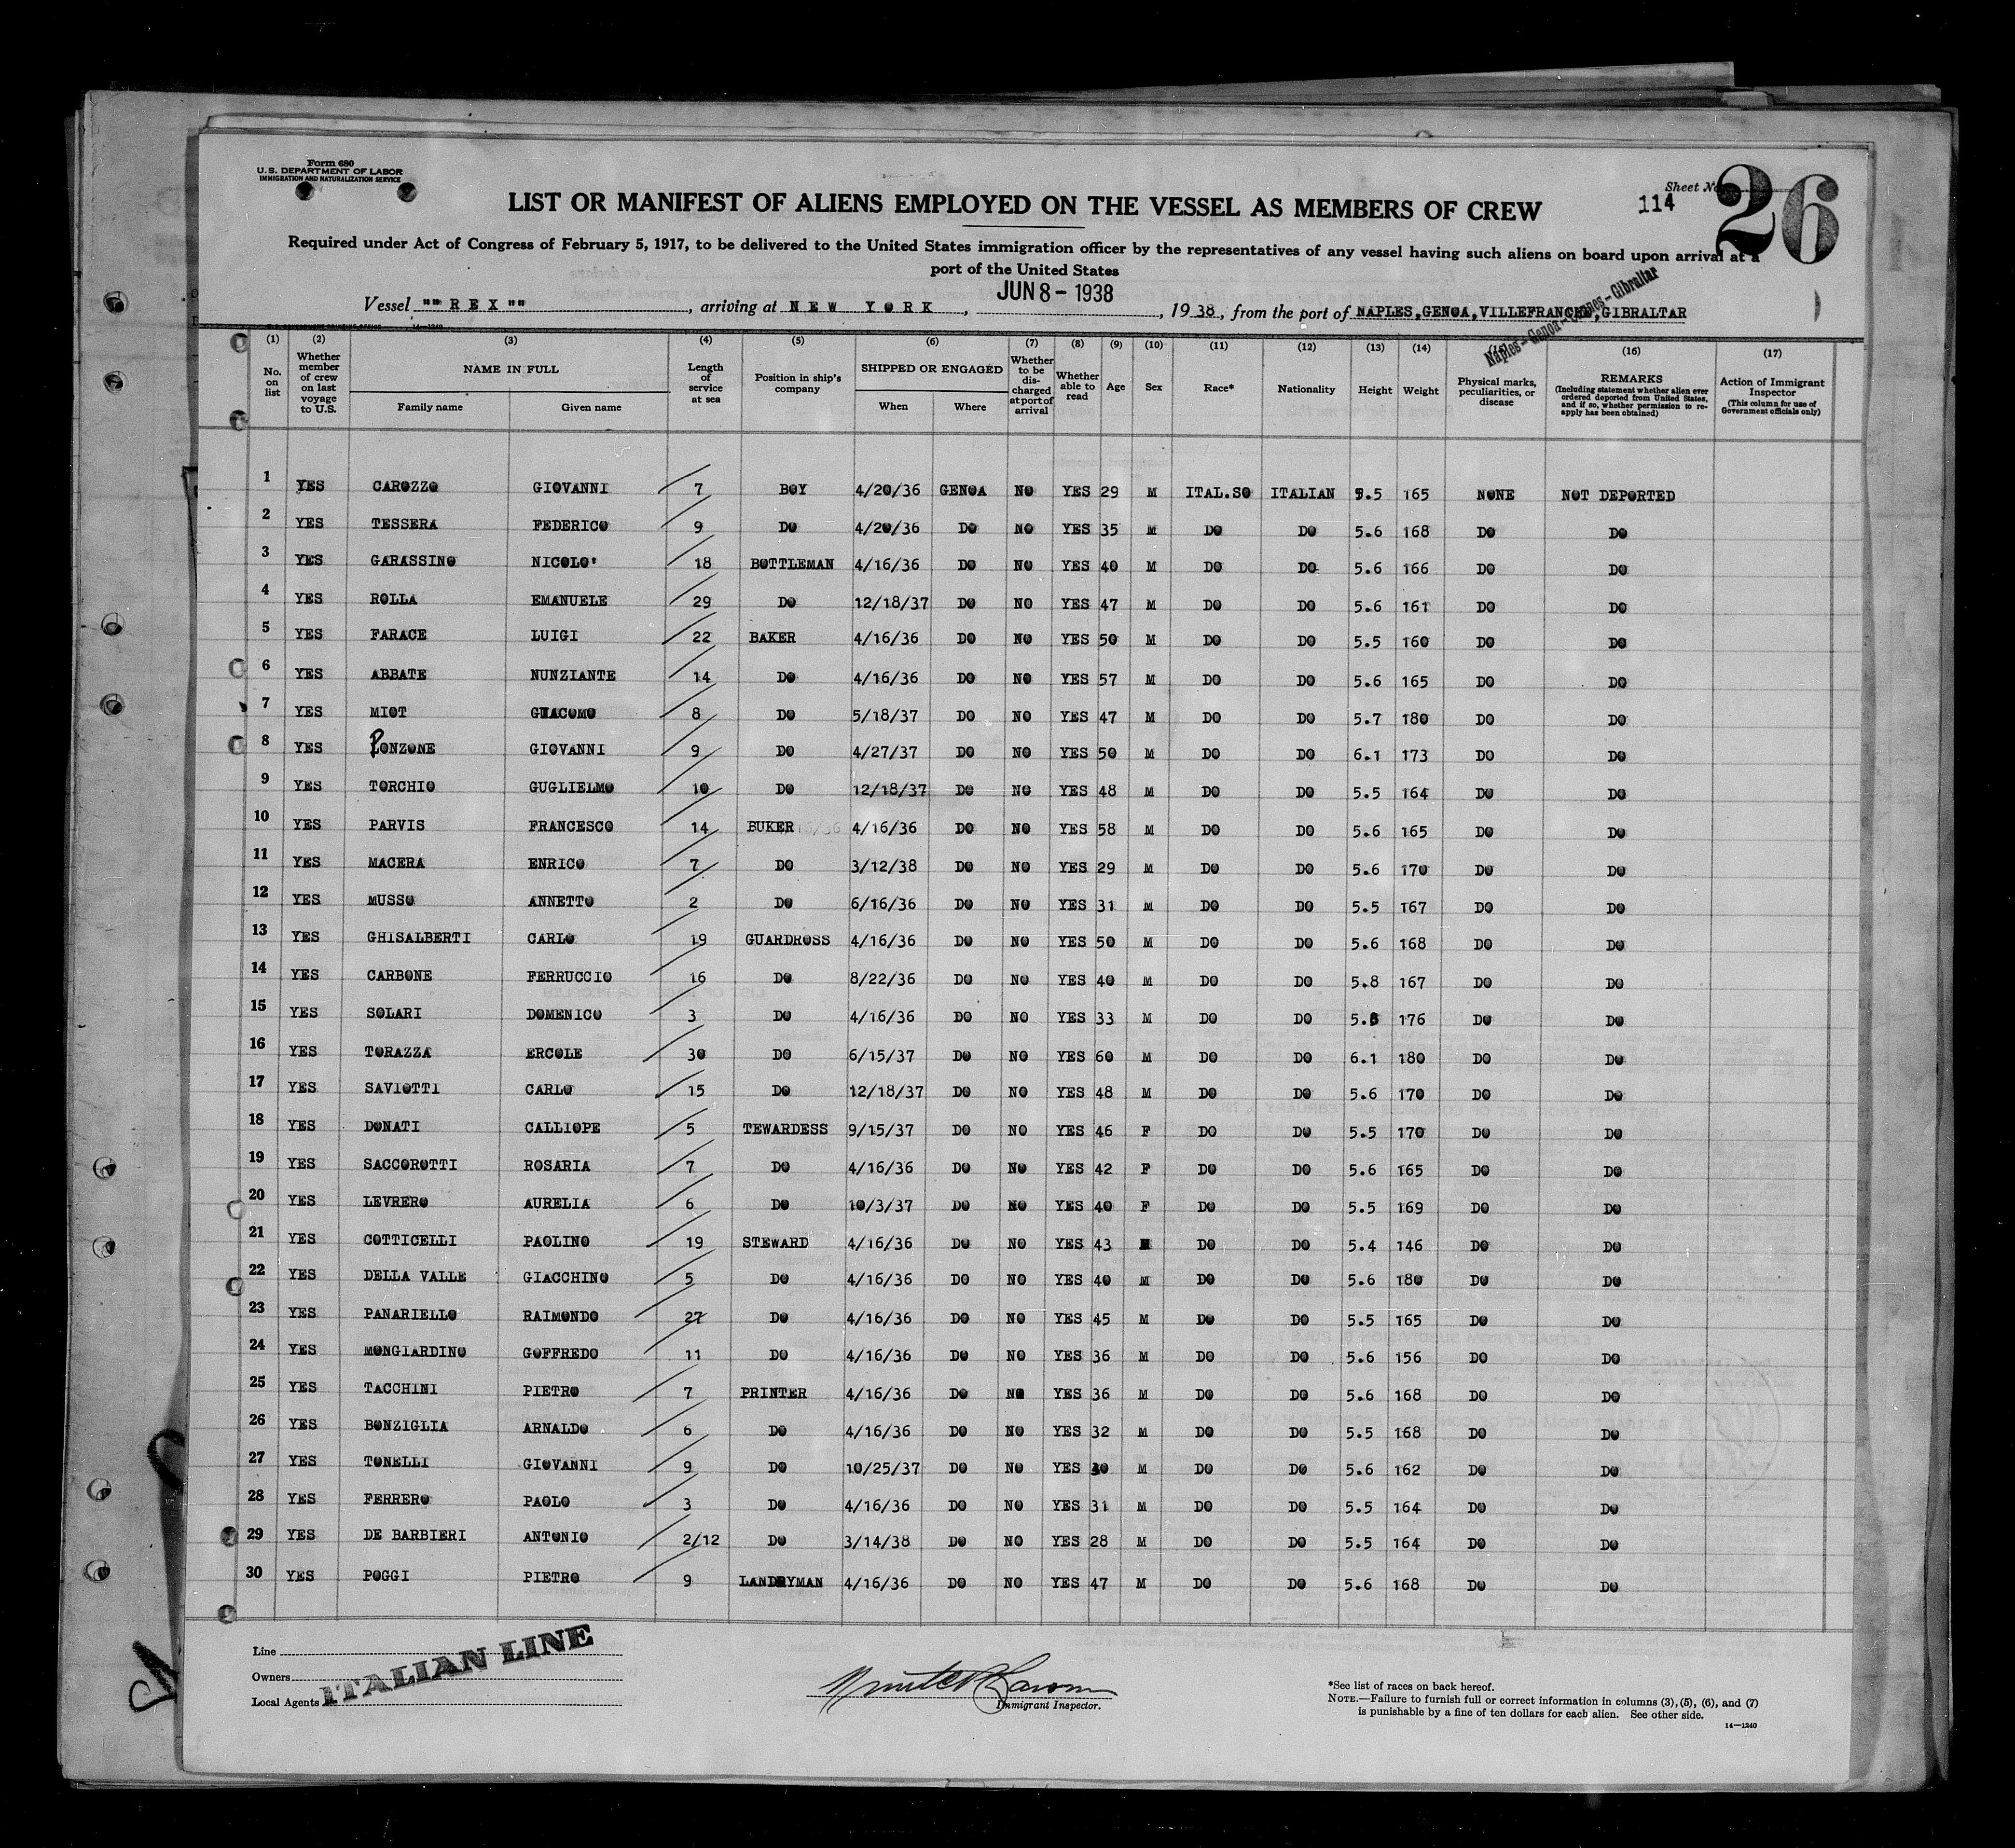 Form 680
U.S. DEPARTMENT OF LABOR
IMMIGRATION AND NATURALIZATION SERVICE
Sheet No.
114
26
LIST OR MANIFEST OF ALIENS EMPLOYED ON THE VESSEL AS MEMBERS OF CREW
Required under Act of Congress of February 5, 1917, to be delivered to the United States immigration officer by the representatives of any vessel having such aliens on board upon arrival at a
port of the United States
JUN 8 - 1938
Vessel ""REX"", arriving at NEW YORK, , 1938, from the port of NAPLES,GENOA,VILLEFRANCHE,GIBRALTAR
Naples - Genoa - Cannes - Gibraltar
(1) (2) (3) (4) (5) (6) (7) (8) (9) (10) (11) (12) (13) (14) (15) (16) (17)
No. on list
Whether member of crew on last voyage to U.S.
NAME IN FULL
Family name
Given name
Length of service at sea
Position in ship's company
SHIPPED OR ENGAGED
When
Where
Whether to be discharged at port of arrival
Whether able to read
Age
Sex
Race*
Nationality
Height
Weight
Physical marks, peculiarities, or disease
REMARKS
(Including statement whether alien ever ordered deported from United States, and if so, whether permission to re-apply has been obtained)
Action of Immigrant Inspector
(This column for use of Government officials only)
1 YES CAROZZO GIOVANNI 7 BOY 4/20/36 GENOA NO YES 29 M ITAL.SO ITALIAN 5.5 165 NONE NOT DEPORTED
2 YES TESSERA FEDERICO 9 DO 4/20/36 DO NO YES 35 M DO DO 5.6 168 DO DO
3 YES GARASSINO NICOLO' 18 BOTTLEMAN 4/16/36 DO NO YES 40 M DO DO 5.6 166 DO DO
4 YES ROLLA EMANUELE 29 DO 12/18/37 DO NO YES 47 M DO DO 5.6 161 DO DO
5 YES FARACE LUIGI 22 BAKER 4/16/36 DO NO YES 50 M DO DO 5.5 160 DO DO
6 YES ABBATE NUNZIANTE 14 DO 4/16/36 DO NO YES 57 M DO DO 5.6 165 DO DO
7 YES MIOT GIACOMO 8 DO 5/18/37 DO NO YES 47 M DO DO 5.7 180 DO DO
8 YES PONZONE GIOVANNI 9 DO 4/27/37 DO NO YES 50 M DO DO 6.1 173 DO DO
9 YES TORCHIO GUGLIELMO 10 DO 12/18/37 DO NO YES 48 M DO DO 5.5 164 DO DO
10 YES PARVIS FRANCESCO 14 BUKER 4/16/36 DO NO YES 58 M DO DO 5.6 165 DO DO
11 YES MACERA ENRICO 7 DO 3/12/38 DO NO YES 29 M DO DO 5.6 170 DO DO
12 YES MUSSO ANNETTO 2 DO 6/16/36 DO NO YES 31 M DO DO 5.5 167 DO DO
13 YES GHISALBERTI CARLO 19 GUARDROSS 4/16/36 DO NO YES 50 M DO DO 5.6 168 DO DO
14 YES CARBONE FERRUCCIO 16 DO 8/22/36 DO NO YES 40 M DO DO 5.8 167 DO DO
15 YES SOLARI DOMENICO 3 DO 4/16/36 DO NO YES 33 M DO DO 5.8 176 DO DO
16 YES TORAZZA ERCOLE 30 DO 6/15/37 DO NO YES 60 M DO DO 6.1 180 DO DO
17 YES SAVIOTTI CARLO 15 DO 12/18/37 DO NO YES 48 M DO DO 5.6 170 DO DO
18 YES DONATI CALLIOPE 5 TEWARDESS 9/15/37 DO NO YES 46 F DO DO 5.5 170 DO DO
19 YES SACCOROTTI ROSARIA 7 DO 4/16/36 DO NO YES 42 F DO DO 5.6 165 DO DO
20 YES LEVRERO AURELIA 6 DO 10/3/37 DO NO YES 40 F DO DO 5.5 169 DO DO
21 YES COTTICELLI PAOLINO 19 STEWARD 4/16/36 DO NO YES 43 DO DO 5.4 146 DO DO
22 YES DELLA VALLE GIACCHINO 5 DO 4/16/36 DO NO YES 40 M DO DO 5.6 180 DO DO
23 YES PANARIELLO RAIMONDO 27 DO 4/16/36 DO NO YES 45 M DO DO 5.5 165 DO DO
24 YES MONGIARDINO GOFFREDO 11 DO 4/16/36 DO NO YES 36 M DO DO 5.6 156 DO DO
25 YES TACCHINI PIETRO 7 PRINTER 4/16/36 DO NO YES 36 M DO DO 5.6 168 DO DO
26 YES BONZIGLIA ARNALDO 6 DO 4/16/36 DO NO YES 32 M DO DO 5.5 168 DO DO
27 YES TONELLI GIOVANNI 9 DO 10/25/37 DO NO YES 30 M DO DO 5.6 162 DO DO
28 YES FERRERO PAOLO 3 DO 4/16/36 DO NO YES 31 M DO DO 5.5 164 DO DO
29 YES DE BARBIERI ANTONIO 2/12 DO 3/14/38 DO NO YES 28 M DO DO 5.5 164 DO DO
30 YES POGGI PIETRO 9 LANDRYMAN 4/16/36 DO NO YES 47 M DO DO 5.6 168 DO DO
Line
Owners
Local Agents
ITALIAN LINE
Immigrant Inspector.
*See list of races on back hereof.
NOTE.—Failure to furnish full or correct information in columns (3), (5), (6), and (7)
is punishable by a fine of ten dollars for each alien. See other side.
14—1240